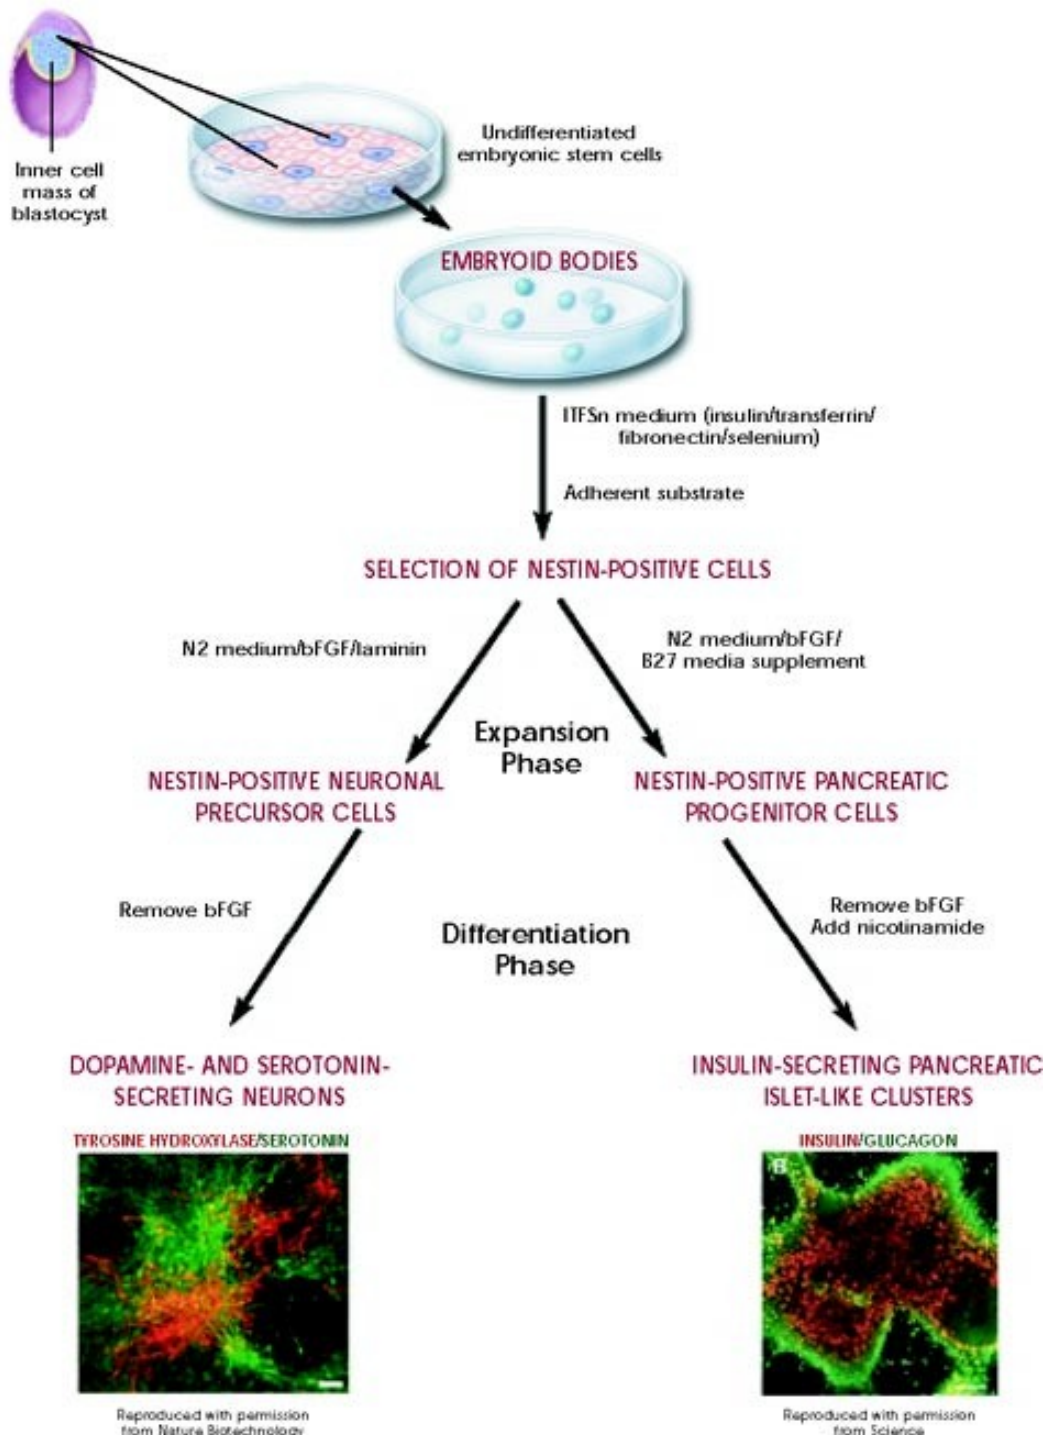 Inner cell
mass of
blastocyst
Undifferentiated
embryonic stem cells
EMBRYOID BODIES
ITFSn medium (insulin/transferrin/
fibronectin/selenium)
Adherent substrate
SELECTION OF NESTIN-POSITIVE CELLS
N2 medium/bFGF/laminin
N2 medium/bFGF/
B27 media supplement
Expansion
Phase
NESTIN-POSITIVE NEURONAL
PRECURSOR CELLS
NESTIN-POSITIVE PANCREATIC
PROGENITOR CELLS
Remove bFGF
Remove bFGF
Add nicotinamide
Differentiation
Phase
DOPAMINE- AND SEROTONIN-
SECRETING NEURONS
INSULIN-SECRETING PANCREATIC
ISLET-LIKE CLUSTERS
TYROSINE HYDROXYLASE/SEROTONIN
INSULIN/GLUCAGON
B
Reproduced with permission
from Nature Biotechnology
Reproduced with permission
from Science